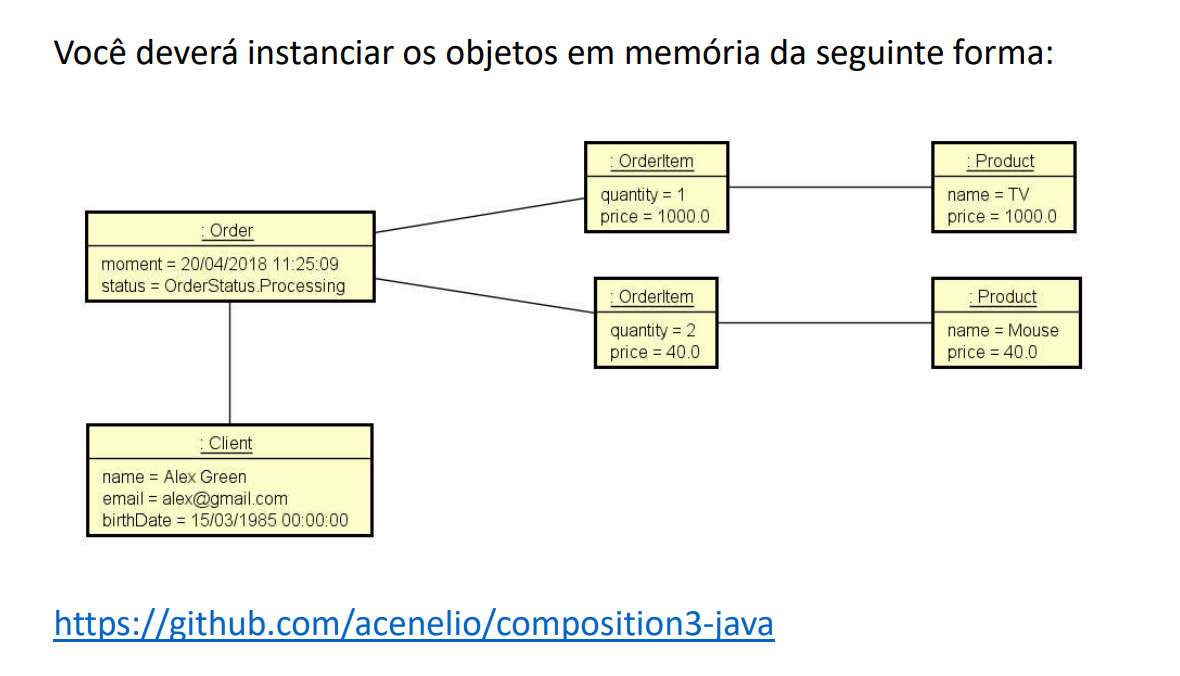 Você deverá instanciar os objetos em memória da seguinte forma:
: OrderItem
quantity = 1
price = 1000.0
: Product
name = TV
price = 1000.0
: Order
moment = 20/04/2018 11:25:09
status = OrderStatus.Processing
: OrderItem
quantity = 2
price = 40.0
: Product
name = Mouse
price = 40.0
: Client
name = Alex Green
email = alex@gmail.com
birthDate = 15/03/1985 00:00:00
https://github.com/acenelio/composition3-java